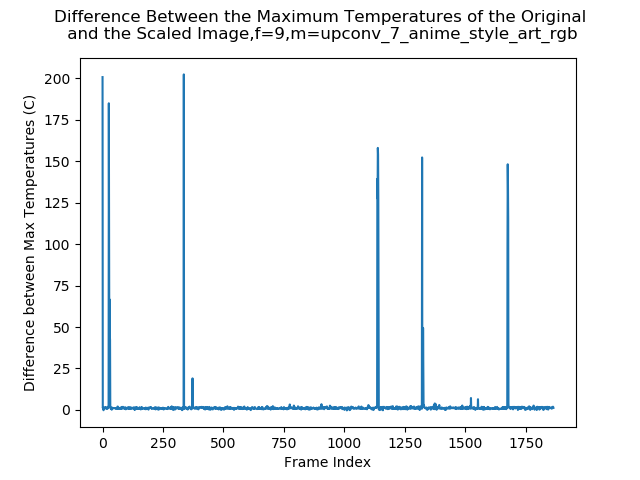 Difference Between the Maximum Temperatures of the Original
and the Scaled Image,f=9,m=upconv_7_anime_style_art_rgb
Difference between Max Temperatures (C)
200
175
150
125
100
75
50
25
0
0 250 500 750 1000 1250 1500 1750
Frame Index